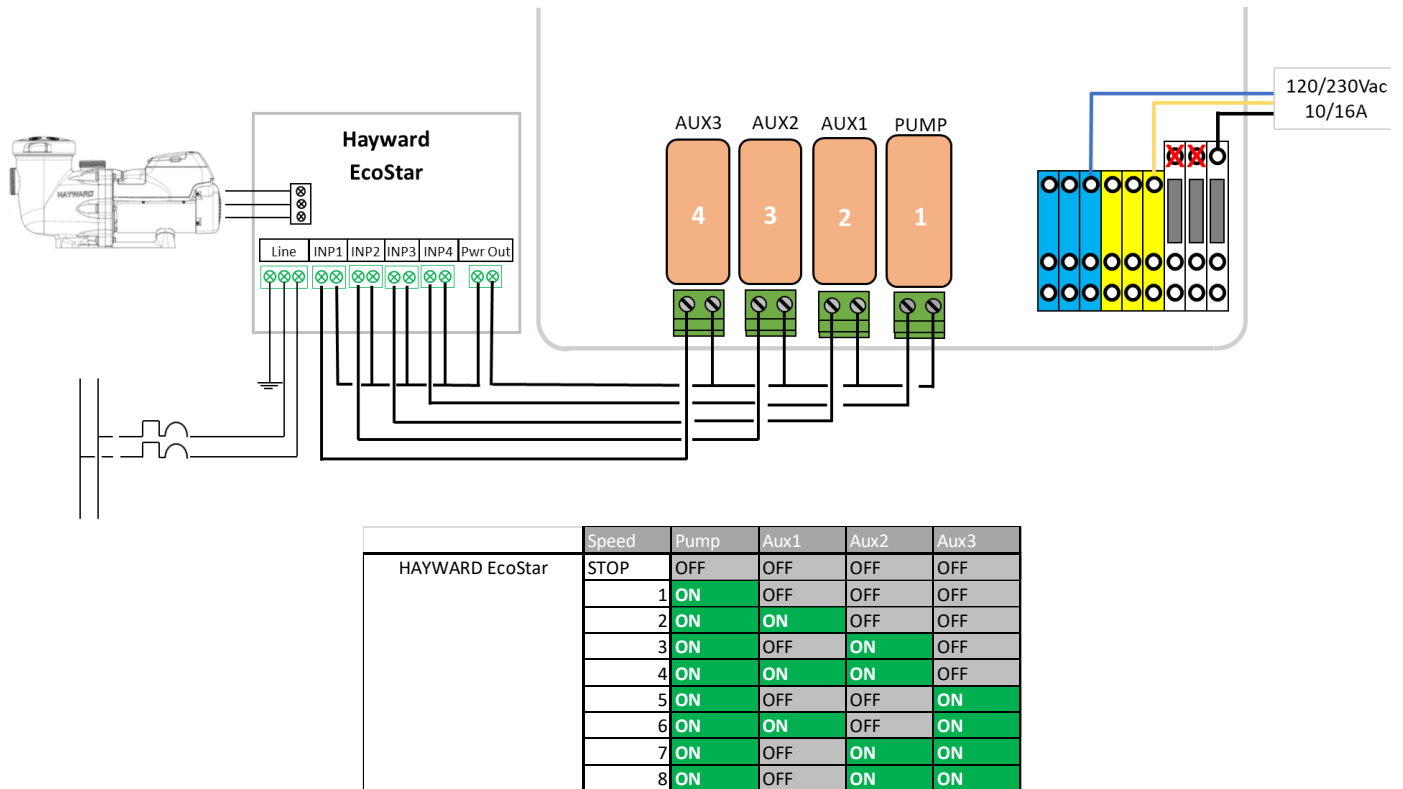 120/230Vac
10/16A
AUX3 AUX2 AUX1 PUMP
Hayward
EcoStar
HAYWARD
4 3 2 1
Line INP1 INP2 INP3 INP4 Pwr Out
Speed Pump Aux1 Aux2 Aux3
HAYWARD EcoStar STOP OFF OFF OFF OFF
1 ON OFF OFF OFF
2 ON ON OFF OFF
3 ON OFF ON OFF
4 ON ON ON OFF
5 ON OFF OFF ON
6 ON ON OFF ON
7 ON OFF ON ON
8 ON OFF ON ON